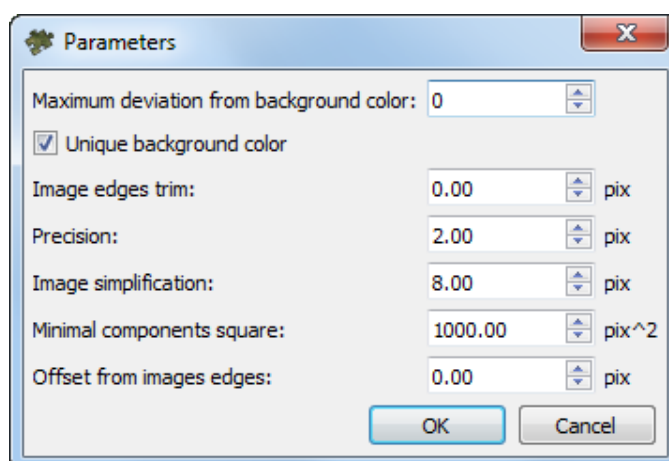 Parameters
Maximum deviation from background color: 0
Unique background color
Image edges trim: 0.00 pix
Precision: 2.00 pix
Image simplification: 8.00 pix
Minimal components square: 1000.00 pix^2
Offset from images edges: 0.00 pix
OK Cancel